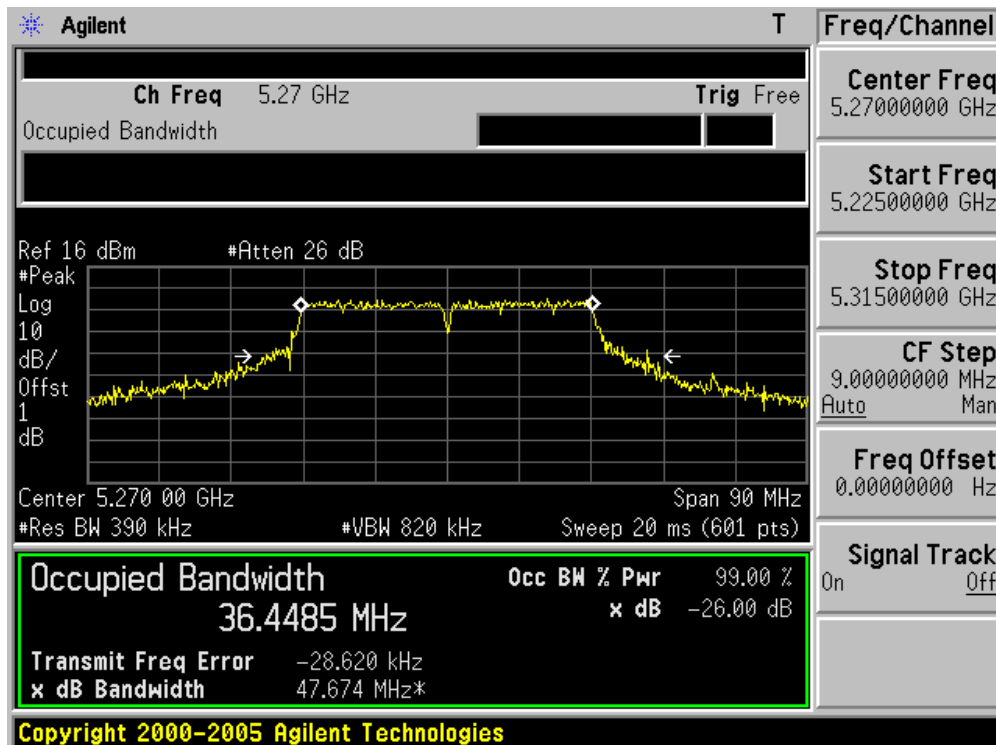 Agilent T
Ch Freq 5.27 GHz Trig Free
Occupied Bandwidth
Ref 16 dBm #Atten 26 dB
#Peak
Log
10
dB/
Offst
1
dB
Center 5.270 00 GHz Span 90 MHz
#Res BW 390 kHz #VBW 820 kHz Sweep 20 ms (601 pts)
Occupied Bandwidth
36.4485 MHz
Occ BW % Pwr 99.00 %
x dB -26.00 dB
Transmit Freq Error -28.620 kHz
x dB Bandwidth 47.674 MHz*
Copyright 2000-2005 Agilent Technologies
Freq/Channel
Center Freq
5.27000000 GHz
Start Freq
5.22500000 GHz
Stop Freq
5.31500000 GHz
CF Step
9.00000000 MHz
Auto Man
Freq Offset
0.00000000 Hz
Signal Track
On Off